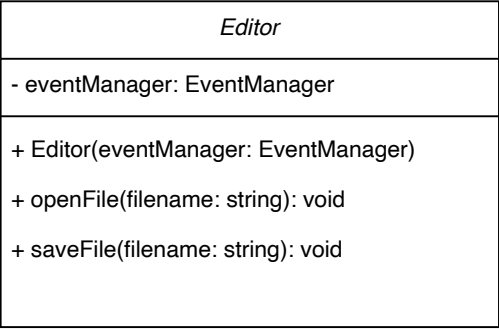 Editor
- eventManager: EventManager
+ Editor(eventManager: EventManager)
+ openFile(filename: string): void
+ saveFile(filename: string): void